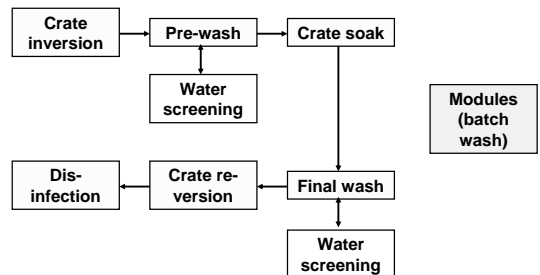 Crate
inversion
Pre-wash
Crate soak
Water
screening
Modules
(batch
wash)
Dis-
infection
Crate re-
version
Final wash
Water
screening